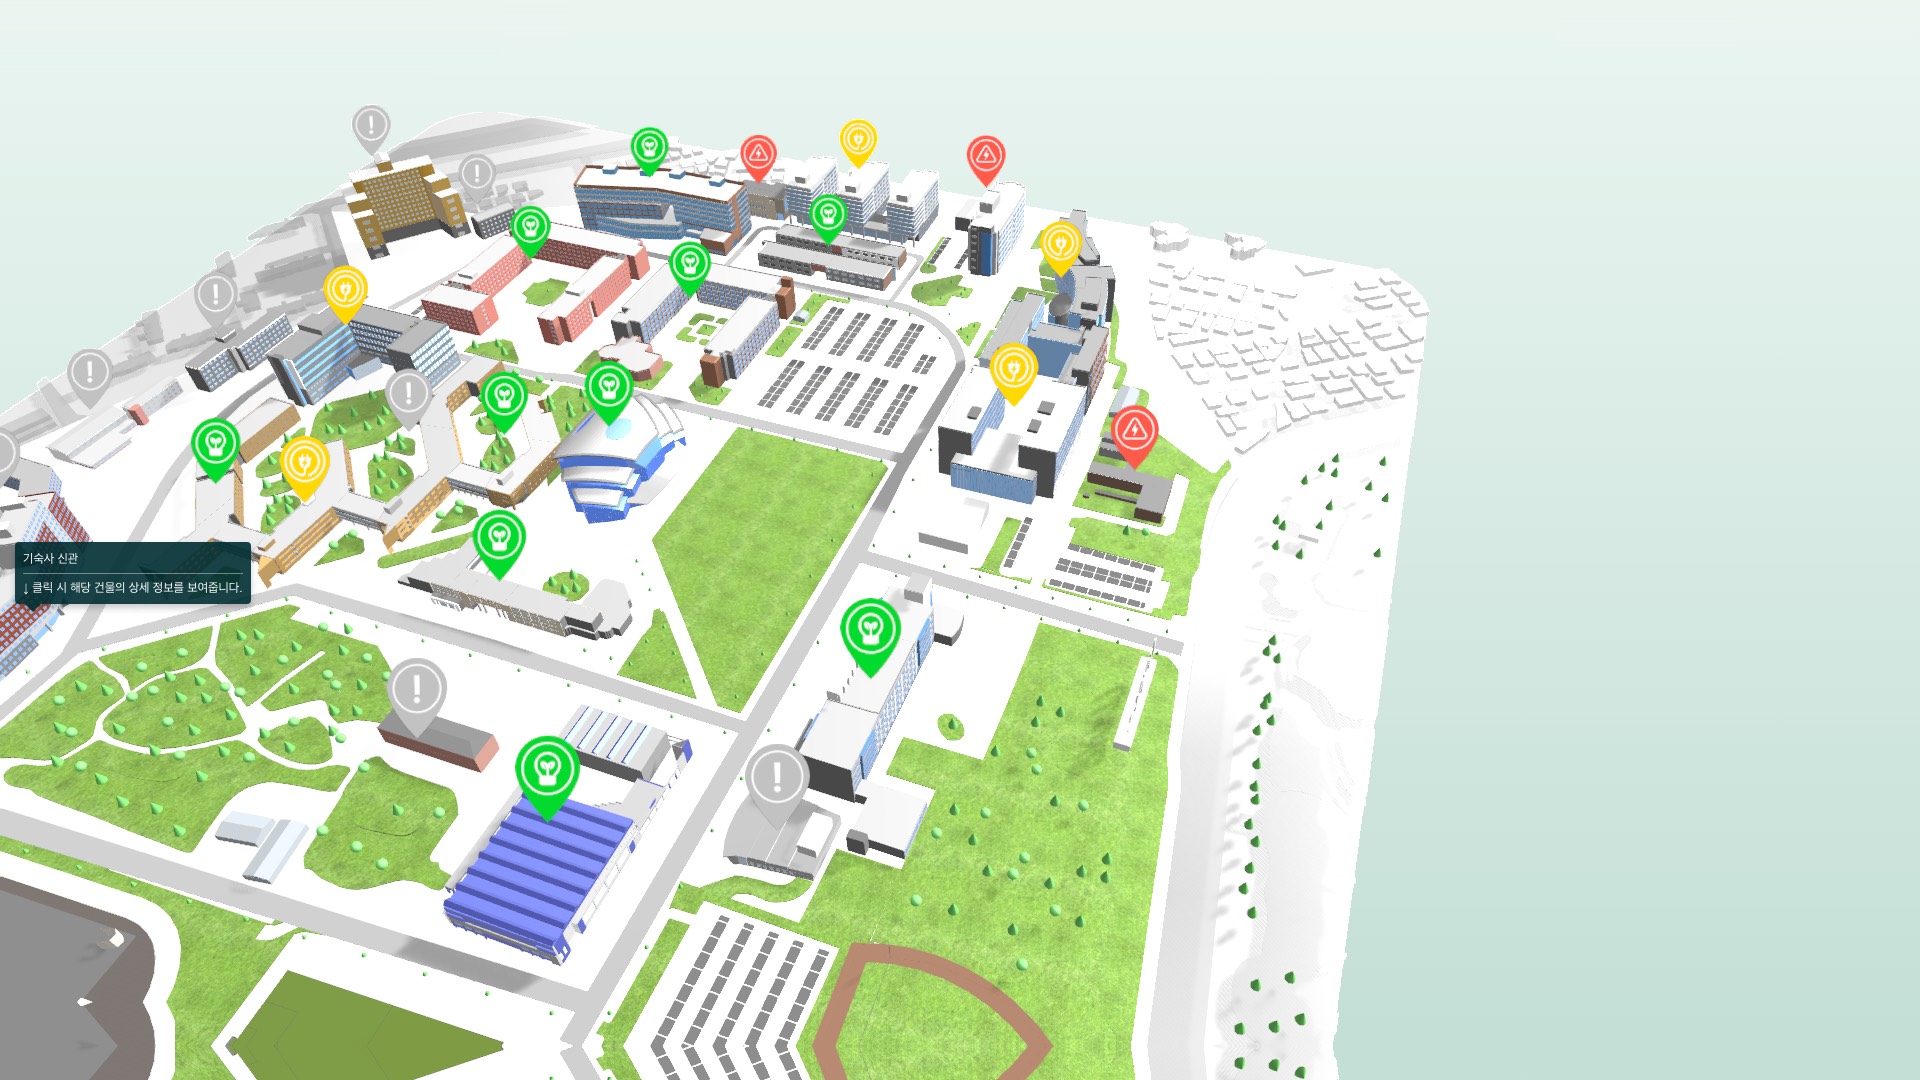 기숙사 신관
↓ 클릭 시 해당 건물의 상세 정보를 보여줍니다.